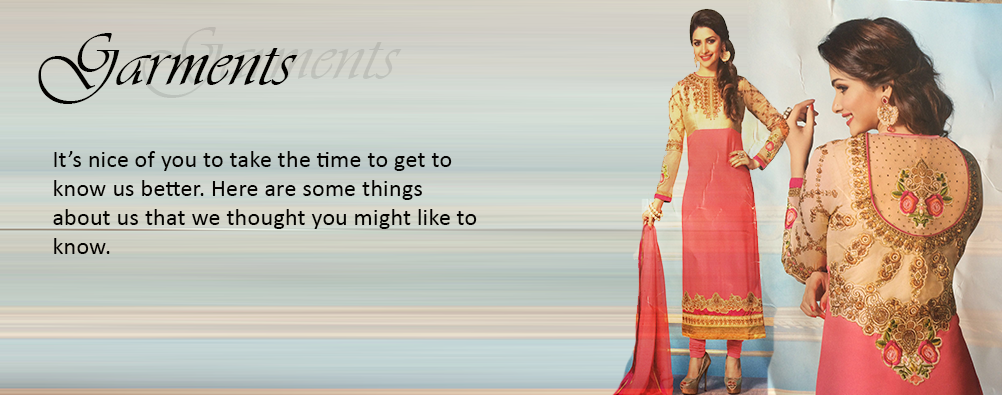 Garments
It’s nice of you to take the time to get to
know us better. Here are some things
about us that we thought you might like to
know.